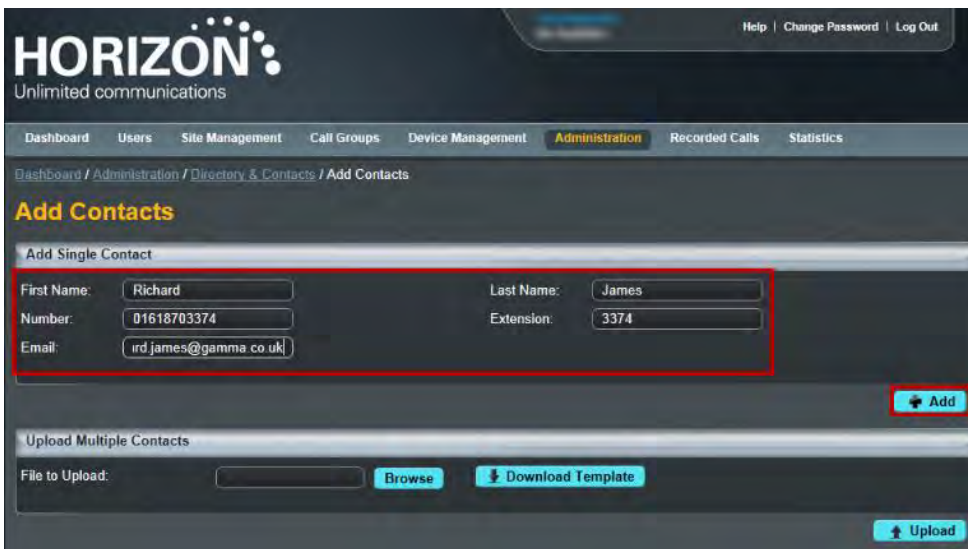 Help | Change Password | Log Out
HORIZON
Unlimited communications
Dashboard Users Site Management Call Groups Device Management Administration Recorded Calls Statistics
Dashboard / Administration / Directory & Contacts / Add Contacts
Add Contacts
Add Single Contact
First Name: Richard Last Name: James
Number: 01618703374 Extension: 3374
Email: ird.james@gamma.co.uk
Add
Upload Multiple Contacts
File to Upload: Browse Download Template
Upload